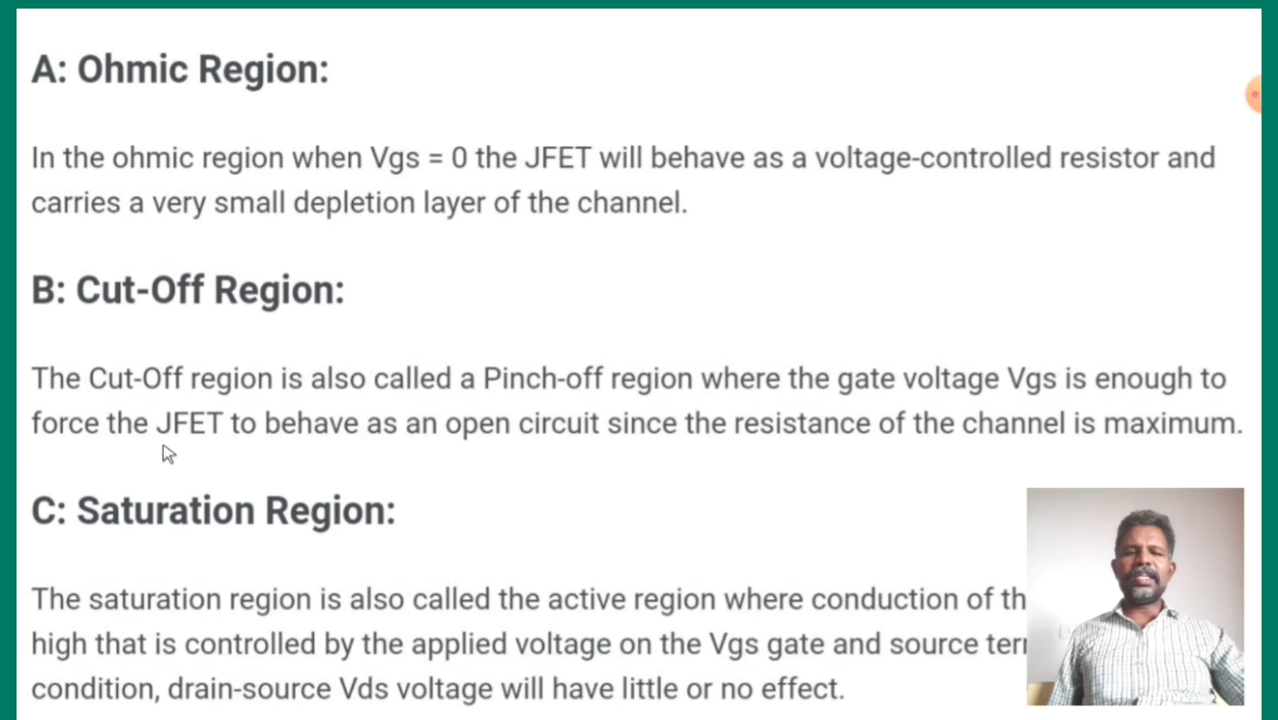 A: Ohmic Region:
In the ohmic region when Vgs = 0 the JFET will behave as a voltage-controlled resistor and
carries a very small depletion layer of the channel.
B: Cut-Off Region:
The Cut-Off region is also called a Pinch-off region where the gate voltage Vgs is enough to
force the JFET to behave as an open circuit since the resistance of the channel is maximum.
C: Saturation Region:
The saturation region is also called the active region where conduction of
high that is controlled by the applied voltage on the Vgs gate and source
condition, drain-source Vds voltage will have little or no effect.